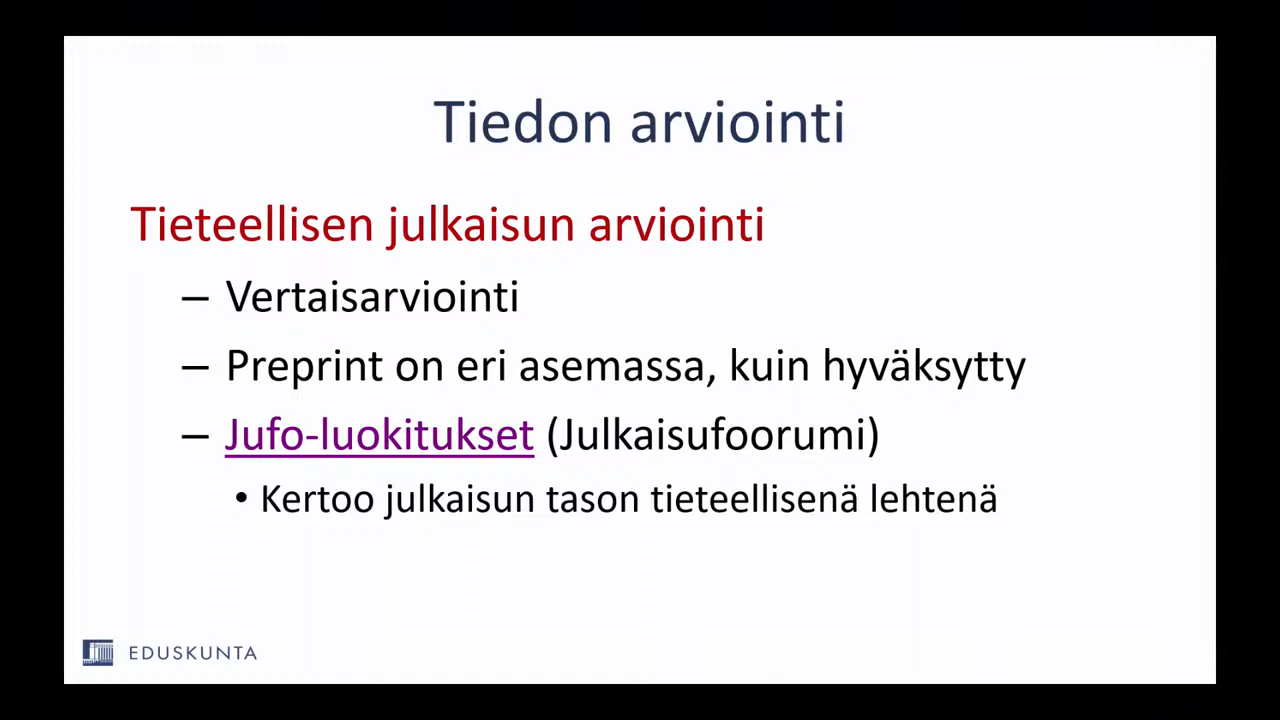 Tiedon arviointi
Tieteellisen julkaisun arviointi
– Vertaisarviointi
– Preprint on eri asemassa, kuin hyväksytty
– Jufo-luokitukset (Julkaisufoorumi)
• Kertoo julkaisun tason tieteellisenä lehtenä
EDUSKUNTA